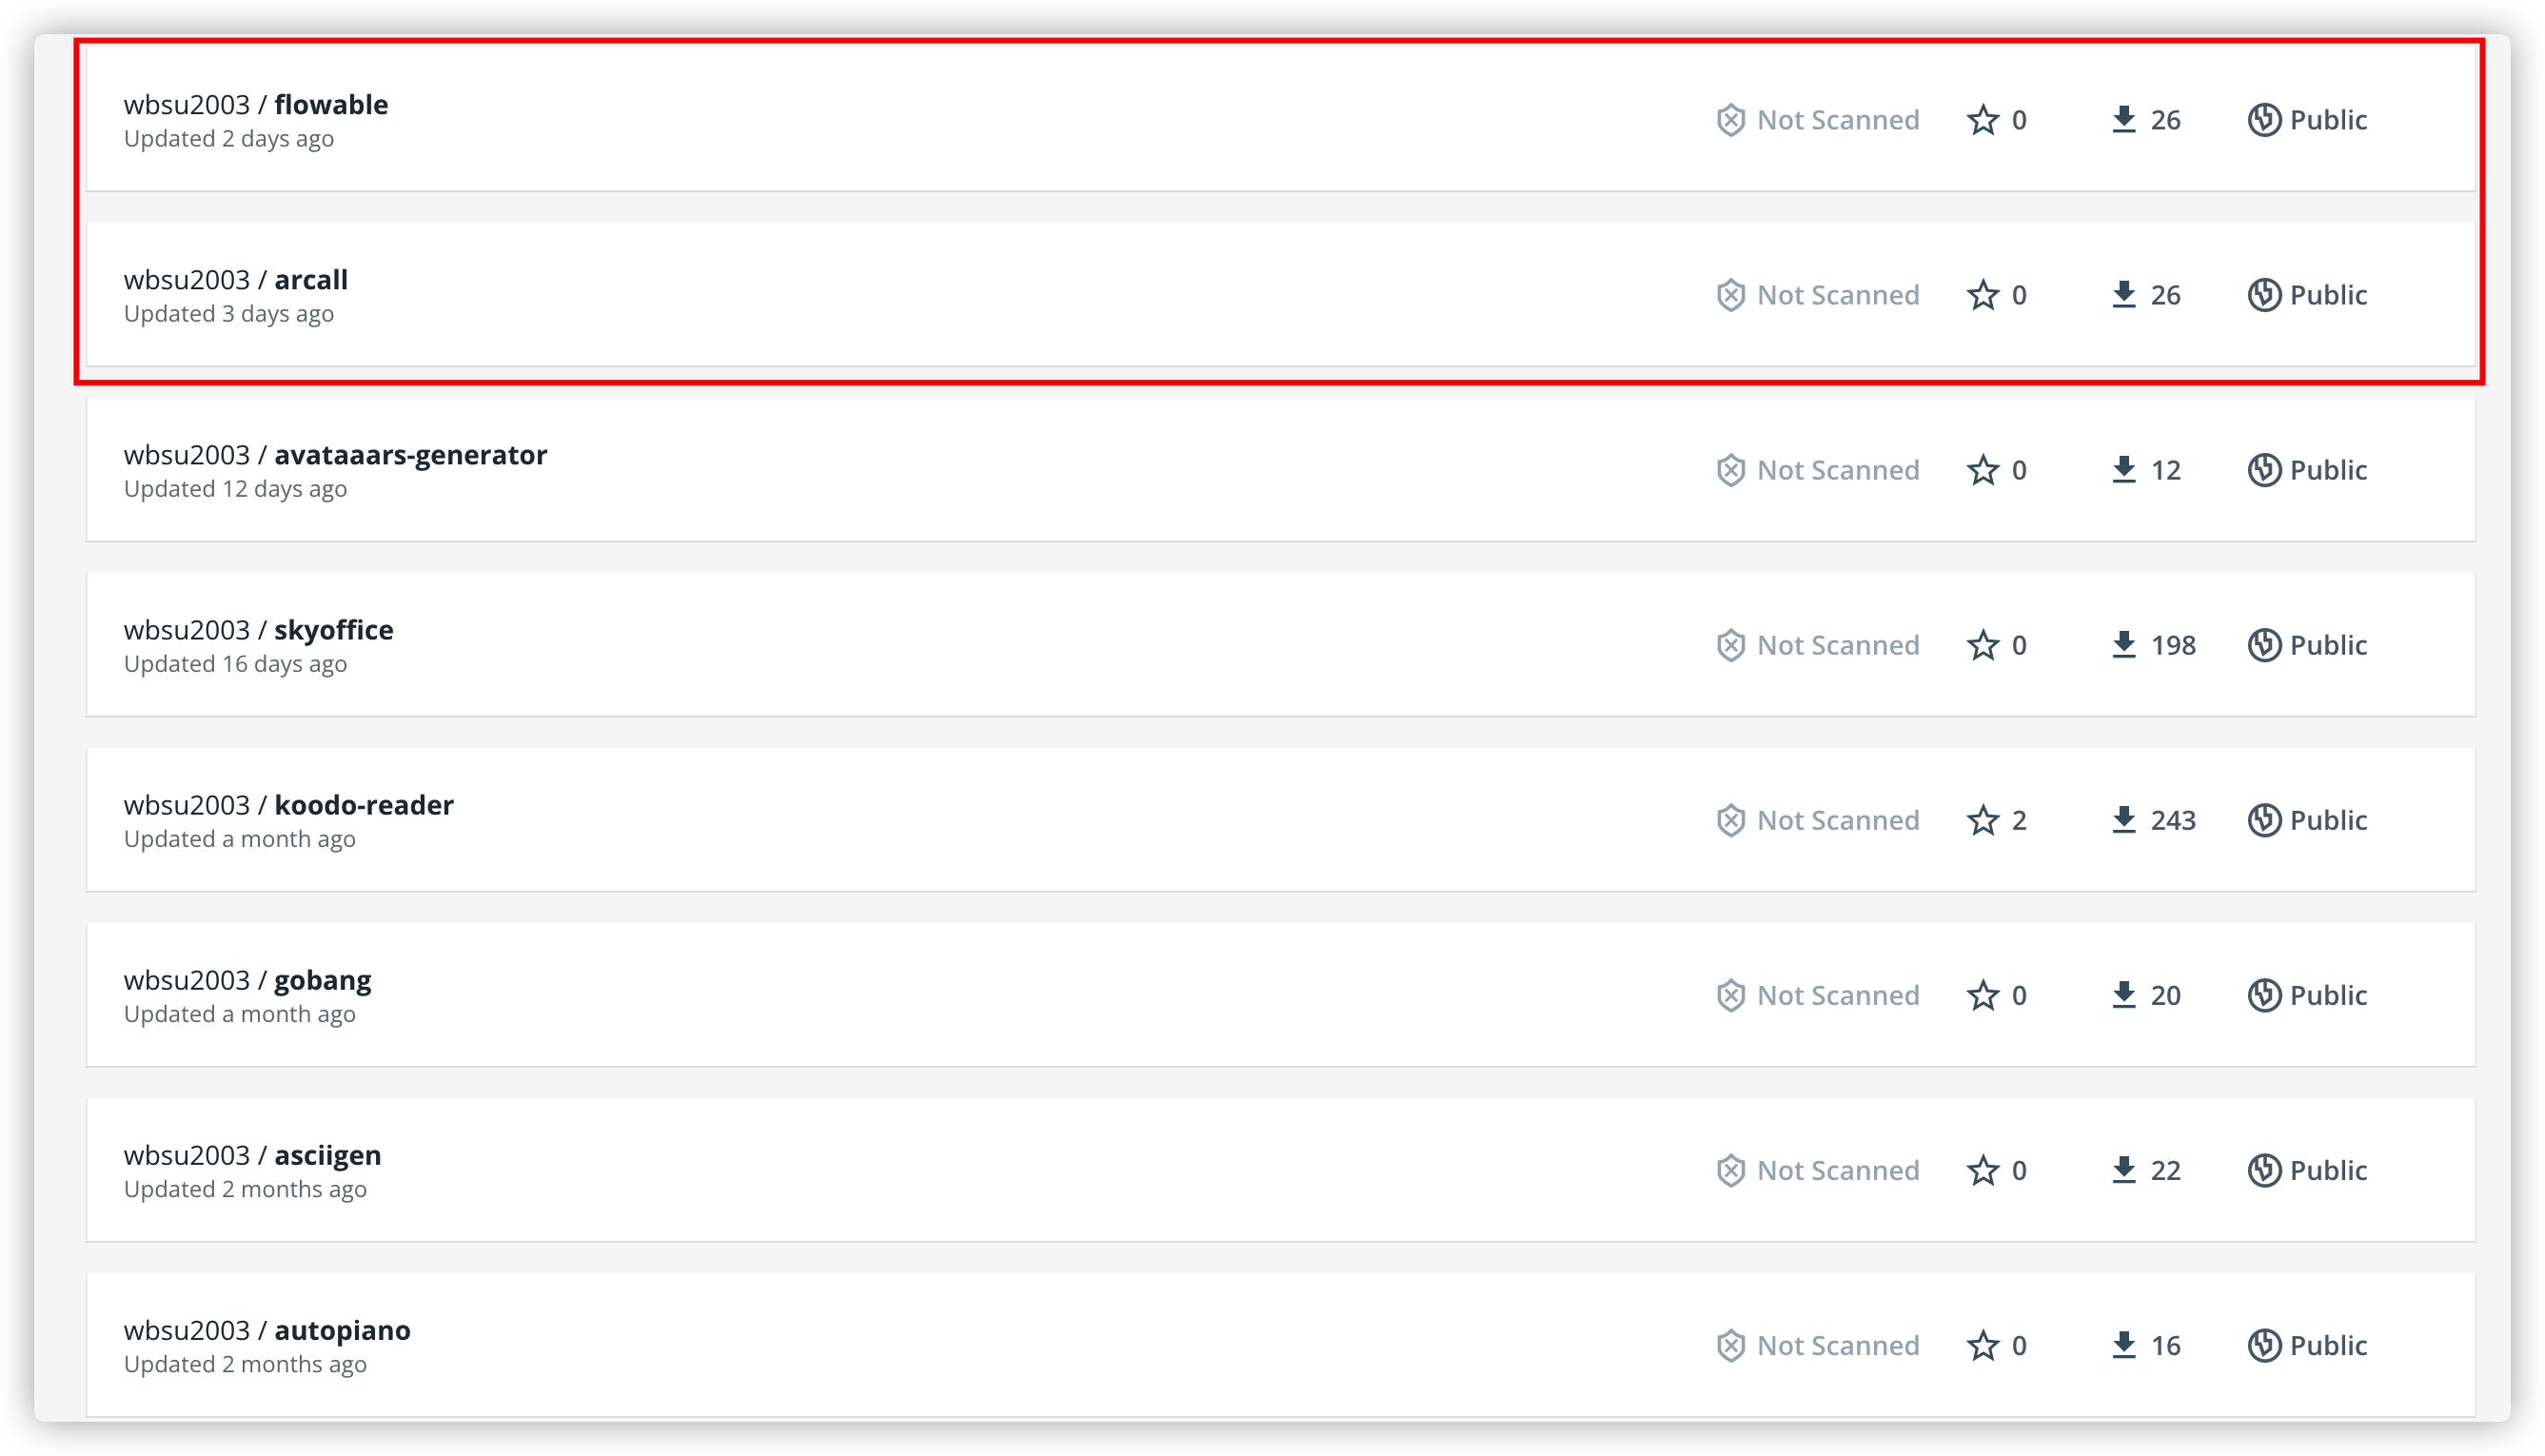 wbsu2003 / flowable
Updated 2 days ago
Not Scanned 0 26 Public
wbsu2003 / arcall
Updated 3 days ago
Not Scanned 0 26 Public
wbsu2003 / avataaars-generator
Updated 12 days ago
Not Scanned 0 12 Public
wbsu2003 / skyoffice
Updated 16 days ago
Not Scanned 0 198 Public
wbsu2003 / koodo-reader
Updated a month ago
Not Scanned 2 243 Public
wbsu2003 / gobang
Updated a month ago
Not Scanned 0 20 Public
wbsu2003 / asciigen
Updated 2 months ago
Not Scanned 0 22 Public
wbsu2003 / autopiano
Updated 2 months ago
Not Scanned 0 16 Public